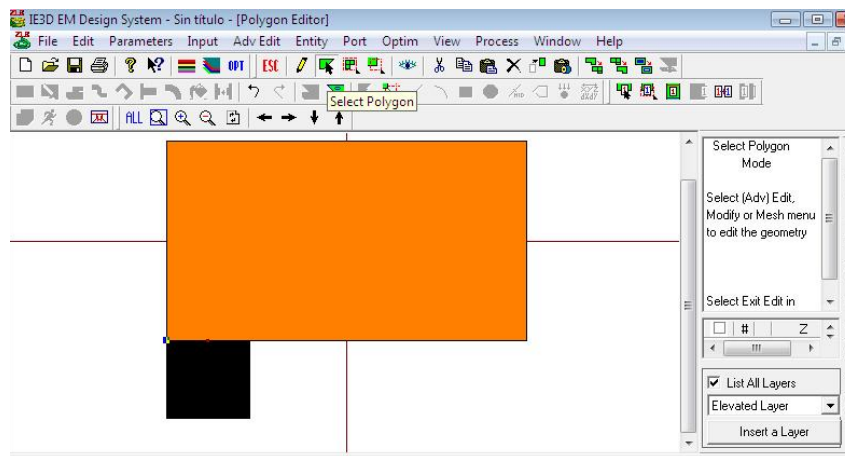 IE3D EM Design System - Sin título - [Polygon Editor]
File Edit Parameters Input Adv Edit Entity Port Optim View Process Window Help
OPT ESC
Select Polygon
ALL
Select Polygon
Mode
Select (Adv) Edit,
Modify or Mesh menu
to edit the geometry
Select Exit Edit in
# Z
List All Layers
Elevated Layer
Insert a Layer